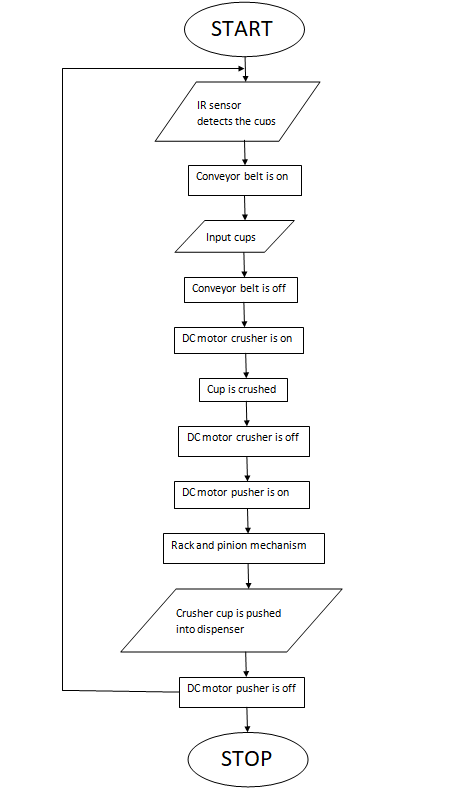 START
IR sensor
detects the cups
Conveyor belt is on
Input cups
Conveyor belt is off
DC motor crusher is on
Cup is crushed
DC motor crusher is off
DC motor pusher is on
Rack and pinion mechanism
Crusher cup is pushed
into dispenser
DC motor pusher is off
STOP